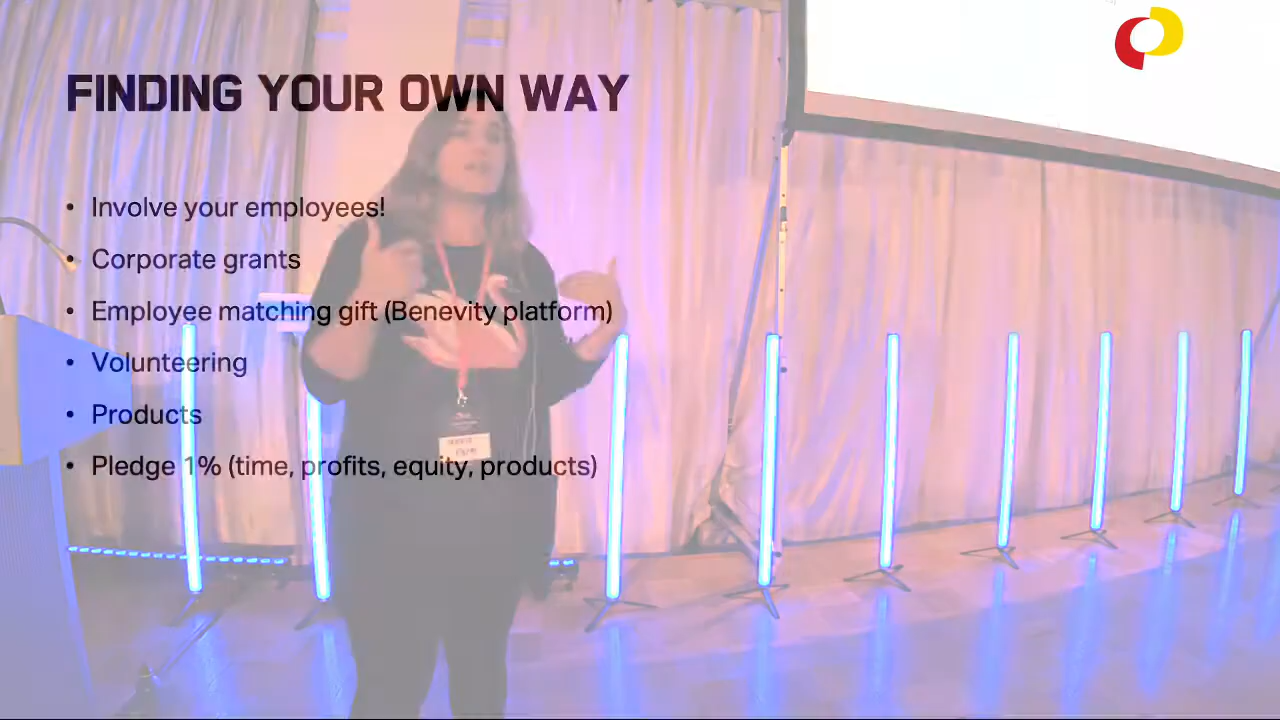 FINDING YOUR OWN WAY
• Involve your employees!
• Corporate grants
• Employee matching gift (Benevity platform)
• Volunteering
• Products
• Pledge 1% (time, profits, equity, products)